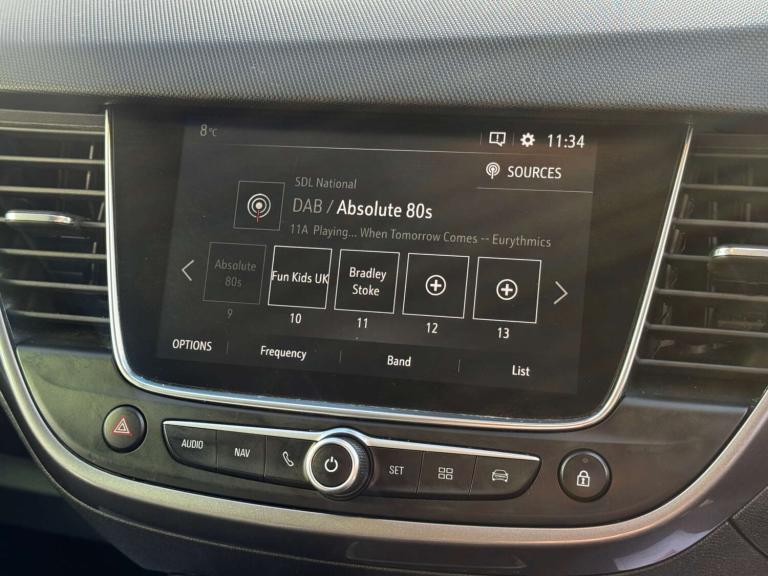 8°C
11:34
SOURCES
SDL National
DAB / Absolute 80s
11A Playing... When Tomorrow Comes -- Eurythmics
Absolute 80s
Fun Kids UK
Bradley Stoke
9
10
11
12
13
OPTIONS
Frequency
Band
List
AUDIO
NAV
SET